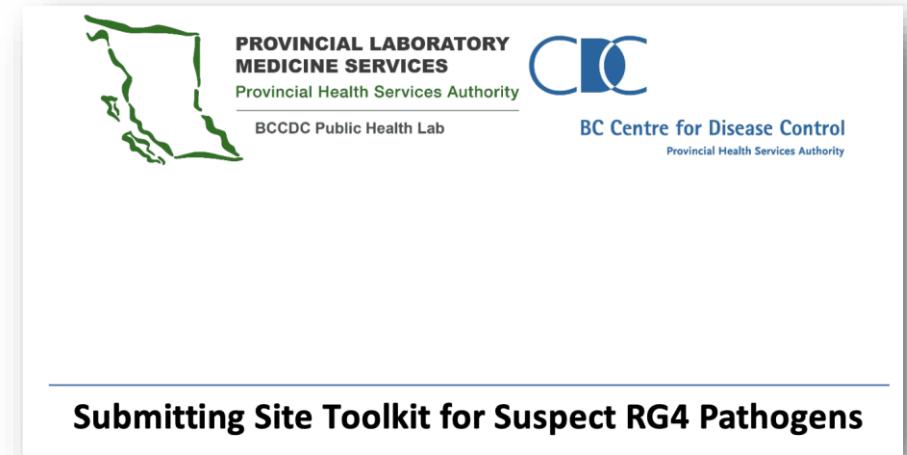 PROVINCIAL LABORATORY
MEDICINE SERVICES
Provincial Health Services Authority
BCCDC Public Health Lab
CDC
BC Centre for Disease Control
Provincial Health Services Authority
Submitting Site Toolkit for Suspect RG4 Pathogens